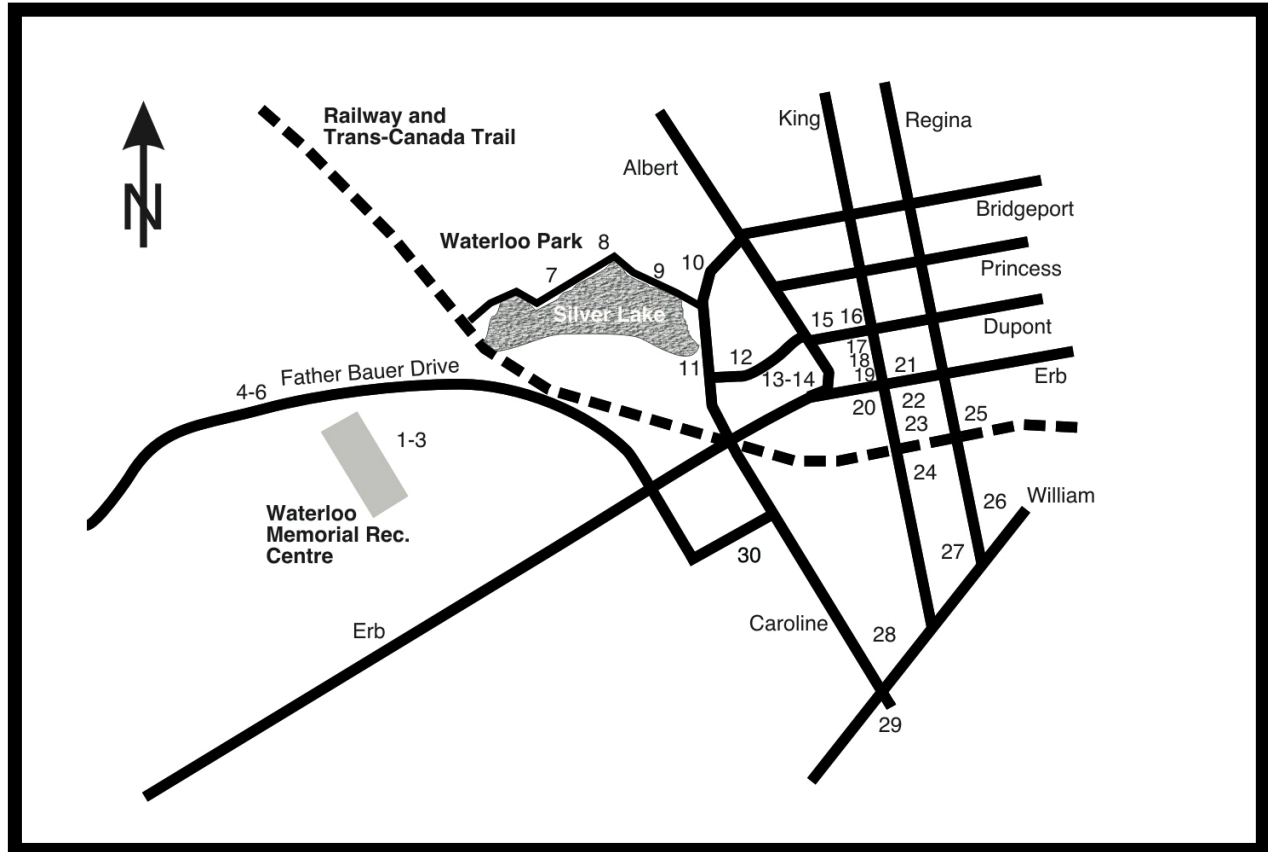 Railway and
Trans-Canada Trail
King
Regina
Albert
N
Bridgeport
Waterloo Park
8
7
9
10
Princess
Silver Lake
15 16
Dupont
17
12
11
18
13-14
19
21
Erb
Father Bauer Drive
4-6
20
22
23
25
1-3
24
Waterloo
Memorial Rec.
Centre
26
William
27
30
Erb
Caroline
28
29